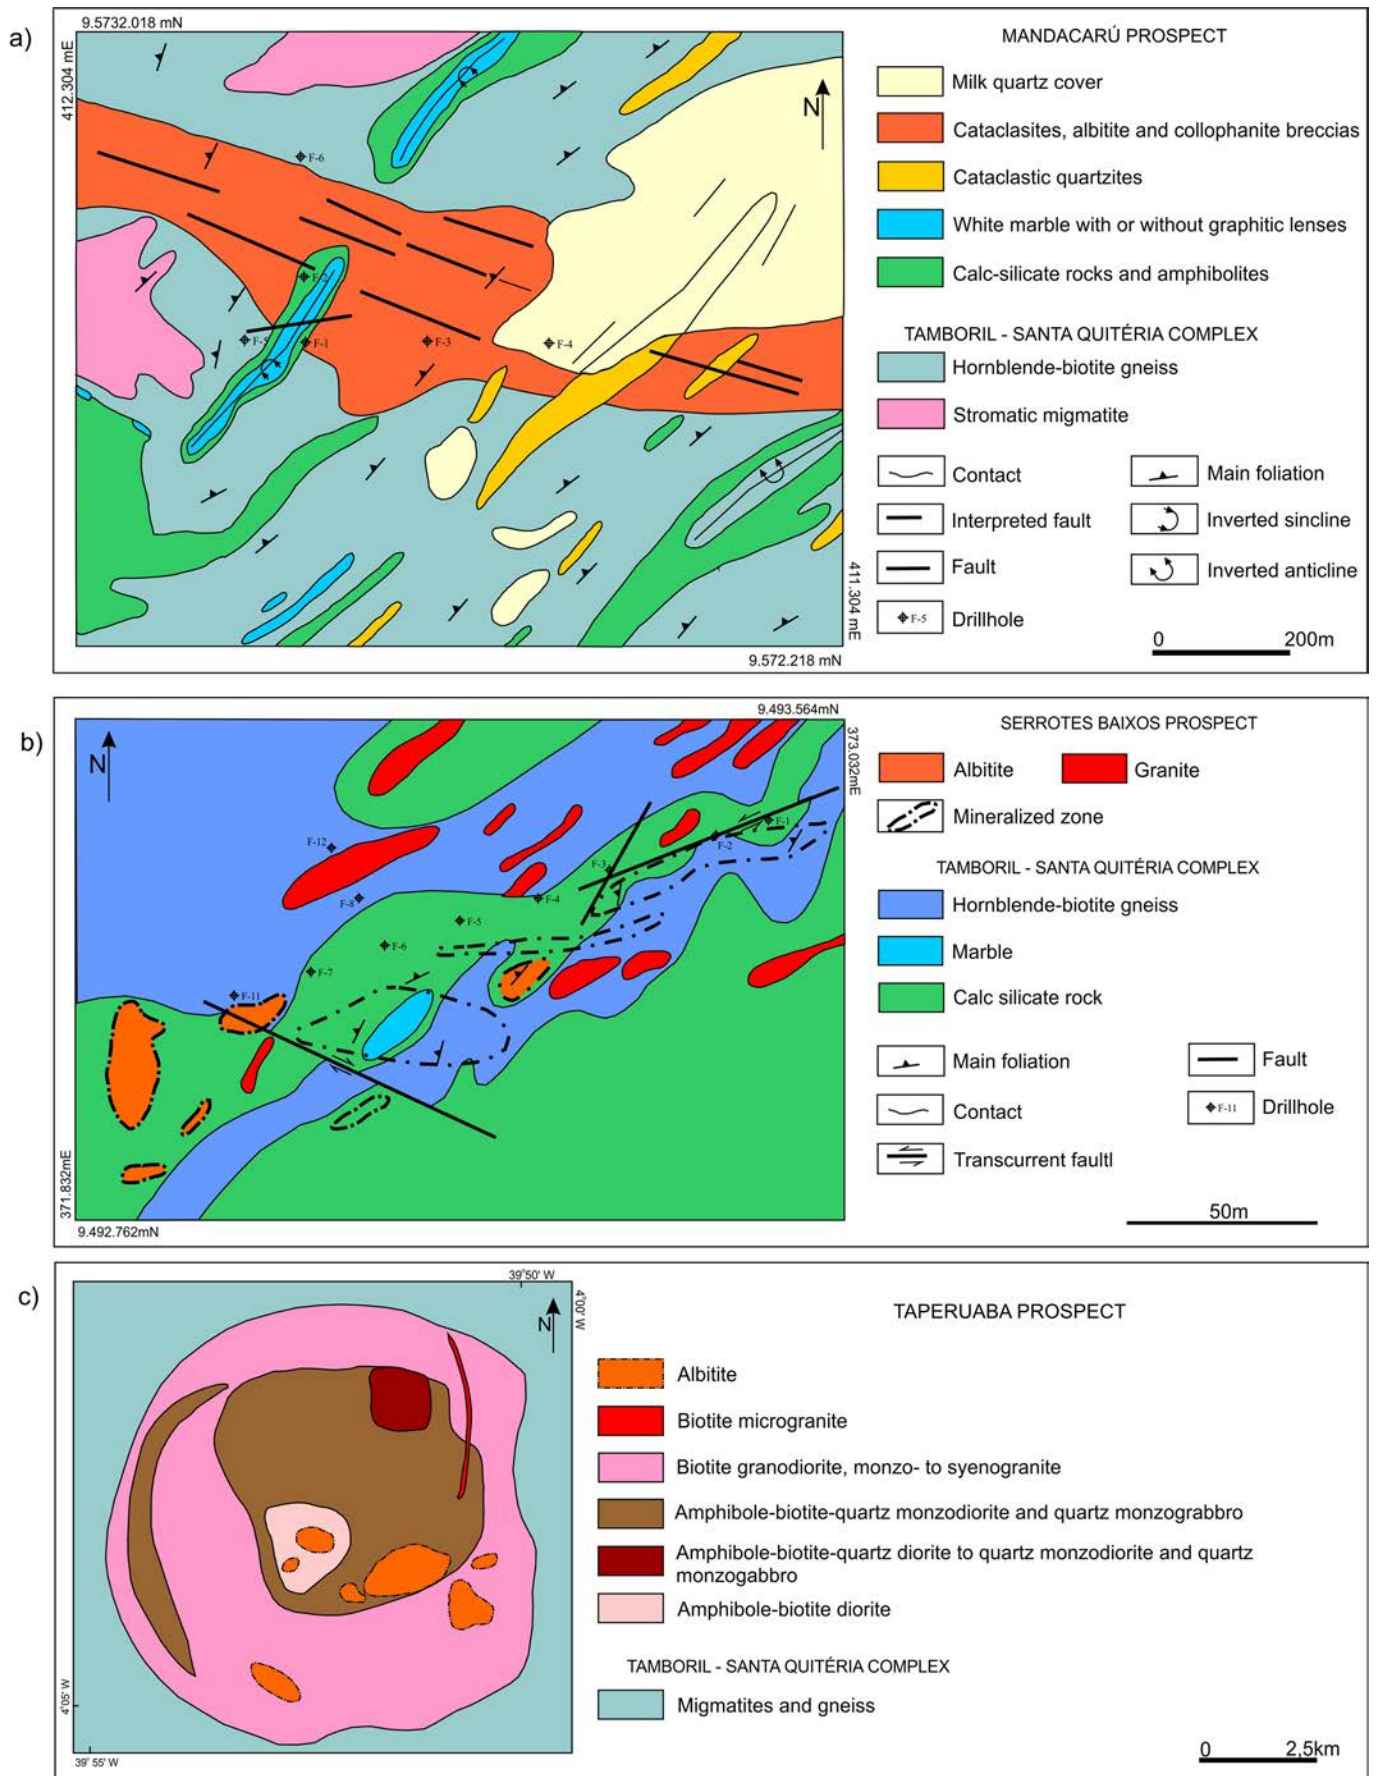 a)
9.5732.018 mN
412.304 mE
N
F-6
F-2
F-5
F-1
F-3
F-4
411.304 mE
9.572.218 mN
MANDACARÚ PROSPECT
Milk quartz cover
Cataclasites, albitite and collophanite breccias
Cataclastic quartzites
White marble with or without graphitic lenses
Calc-silicate rocks and amphibolites
TAMBORIL - SANTA QUITÉRIA COMPLEX
Hornblende-biotite gneiss
Stromatic migmatite
Contact
Main foliation
Interpreted fault
Inverted sincline
Fault
Inverted anticline
F-5
Drillhole
0 200m
b)
9.493.564mN
373.032mE
N
F-12
F-8
F-7
F-11
F-6
F-5
F-4
F-3
F-2
F-1
371.832mE
9.492.762mN
SERROTES BAIXOS PROSPECT
Albitite
Granite
Mineralized zone
TAMBORIL - SANTA QUITÉRIA COMPLEX
Hornblende-biotite gneiss
Marble
Calc silicate rock
Main foliation
Fault
Contact
F-11
Drillhole
Transcurrent faultl
50m
c)
39°50' W
4°00' W
N
4°05' W
39° 55' W
TAPERUABA PROSPECT
Albitite
Biotite microgranite
Biotite granodiorite, monzo- to syenogranite
Amphibole-biotite-quartz monzodiorite and quartz monzograbbro
Amphibole-biotite-quartz diorite to quartz monzodiorite and quartz
monzogabbro
Amphibole-biotite diorite
TAMBORIL - SANTA QUITÉRIA COMPLEX
Migmatites and gneiss
0 2,5km